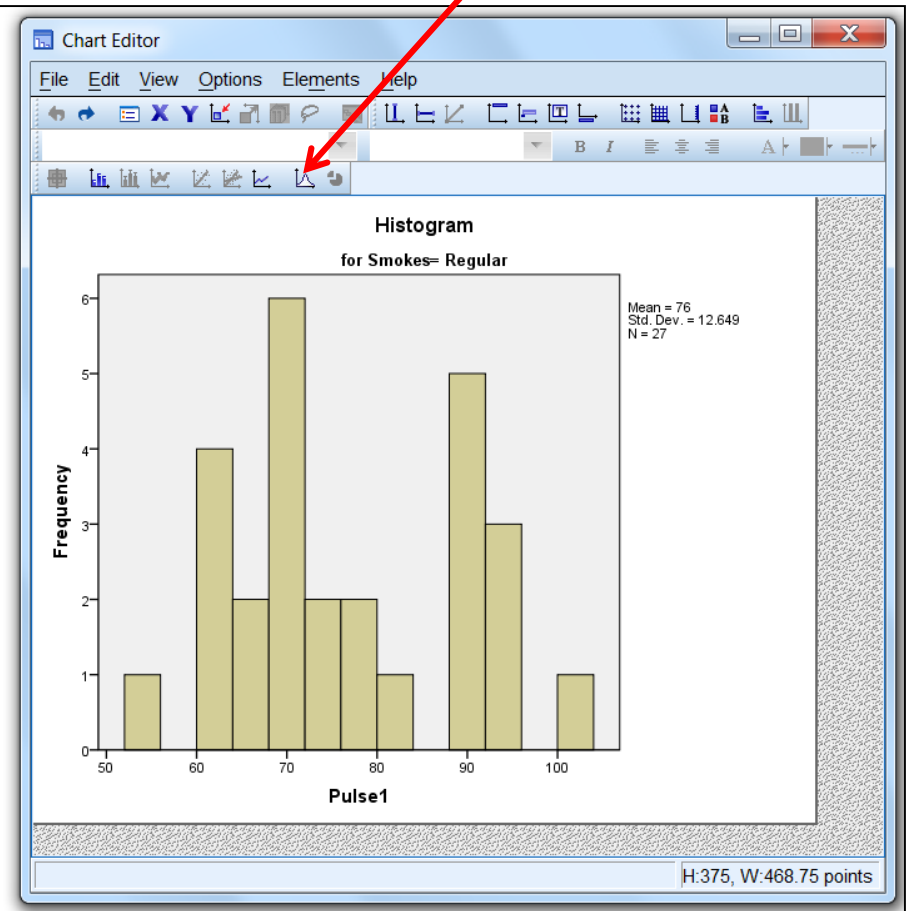 Chart Editor
File Edit View Options Elements Help
X Y
B I A
Histogram
for Smokes= Regular
Mean = 76
Std. Dev. = 12.649
N = 27
6
5
4
3
2
1
0
Frequency
50 60 70 80 90 100
Pulse1
H:375, W:468.75 points